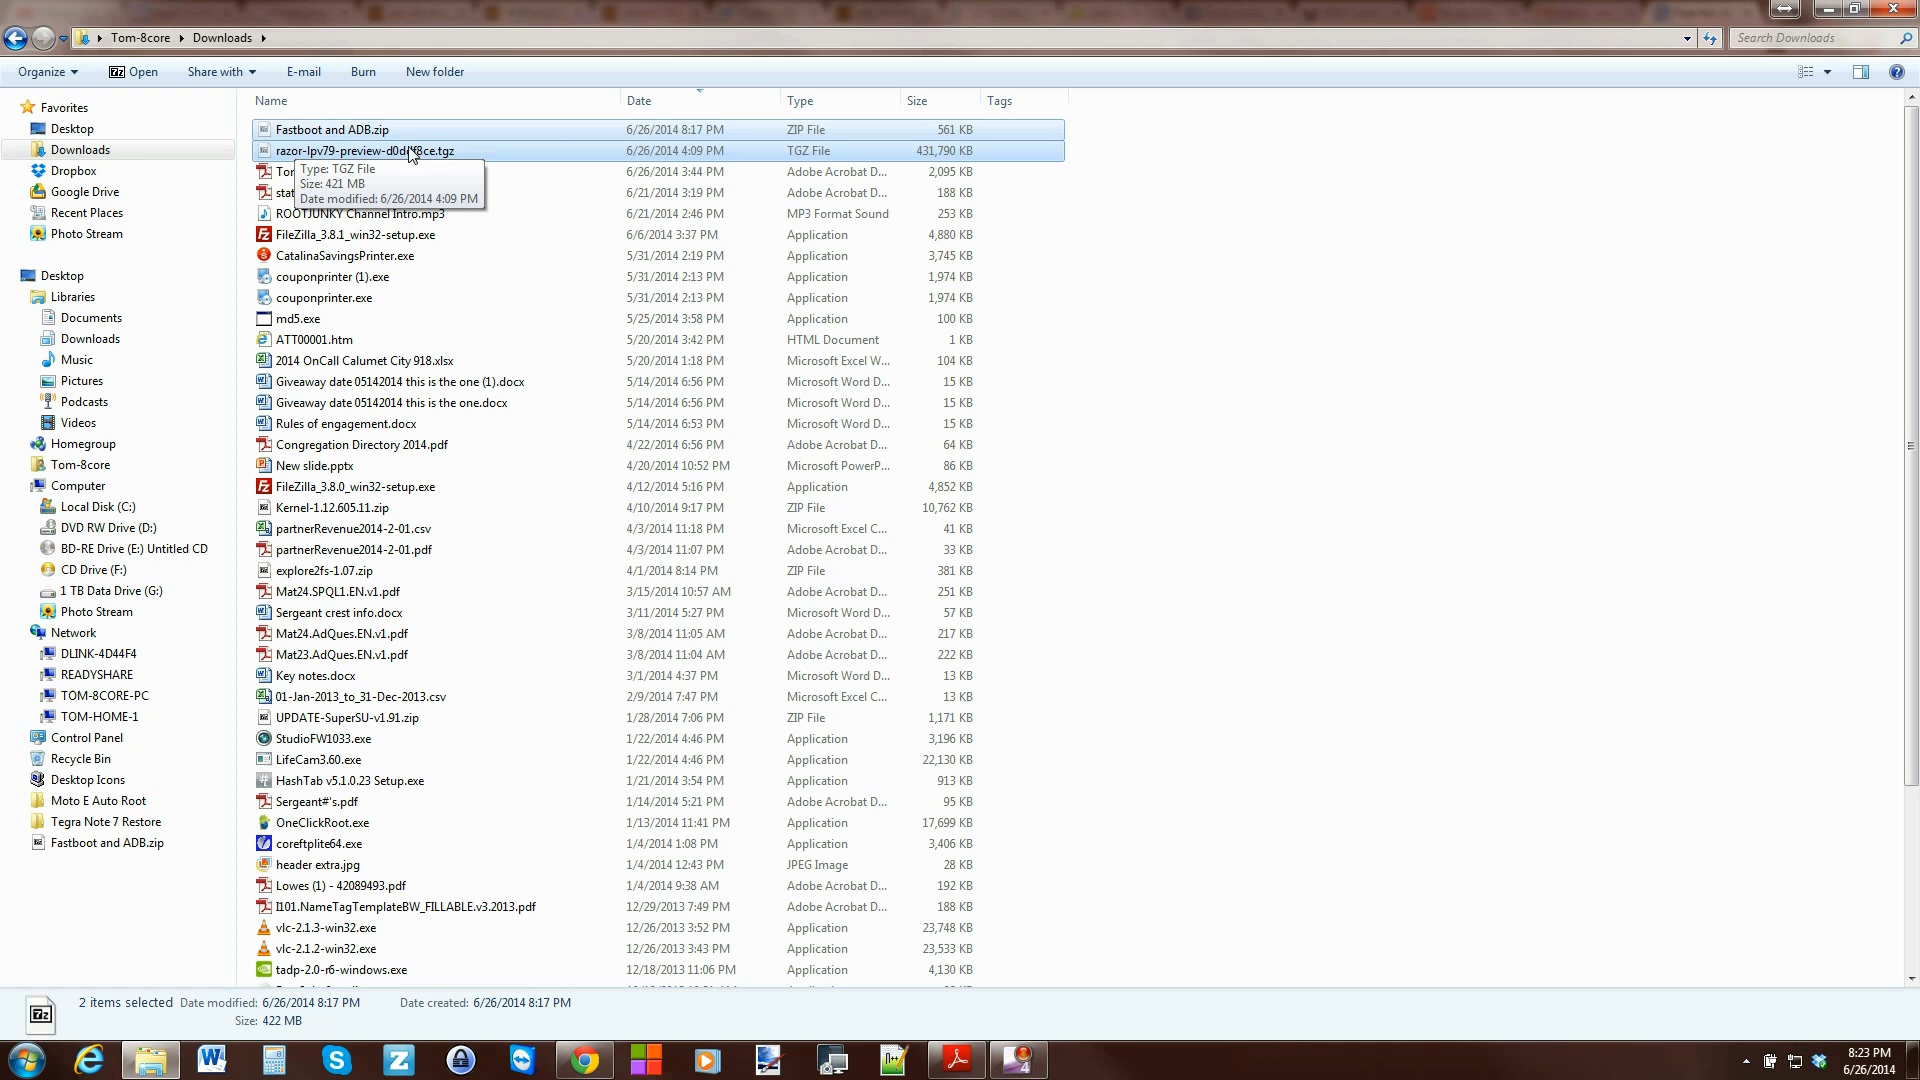 Tom-8core Downloads
Search Downloads
Organize Open Share with E-mail Burn New folder
Favorites
Desktop
Downloads
Dropbox
Google Drive
Recent Places
Photo Stream
Desktop
Libraries
Documents
Downloads
Music
Pictures
Podcasts
Videos
Homegroup
Tom-8core
Computer
Local Disk (C:)
DVD RW Drive (D:)
BD-RE Drive (E:) Untitled CD
CD Drive (F:)
1 TB Data Drive (G:)
Photo Stream
Network
DLINK-4D44F4
READYSHARE
TOM-8CORE-PC
TOM-HOME-1
Control Panel
Recycle Bin
Desktop Icons
Moto E Auto Root
Tegra Note 7 Restore
Fastboot and ADB.zip
Name Date Type Size Tags
Fastboot and ADB.zip 6/26/2014 8:17 PM ZIP File 561 KB
razor-lpv79-preview-d0ddf8ce.tgz 6/26/2014 4:09 PM TGZ File 431,790 KB
Type: TGZ File
Size: 421 MB
Date modified: 6/26/2014 4:09 PM
Tor 6/26/2014 3:44 PM Adobe Acrobat D... 2,095 KB
stat 6/21/2014 3:19 PM Adobe Acrobat D... 188 KB
ROOTJUNKY Channel Intro.mp3 6/21/2014 2:46 PM MP3 Format Sound 253 KB
FileZilla_3.8.1_win32-setup.exe 6/6/2014 3:37 PM Application 4,880 KB
CatalinaSavingsPrinter.exe 5/31/2014 2:19 PM Application 3,745 KB
couponprinter (1).exe 5/31/2014 2:13 PM Application 1,974 KB
couponprinter.exe 5/31/2014 2:13 PM Application 1,974 KB
md5.exe 5/25/2014 3:58 PM Application 100 KB
ATT00001.htm 5/20/2014 3:42 PM HTML Document 1 KB
2014 OnCall Calumet City 918.xlsx 5/20/2014 1:18 PM Microsoft Excel W... 104 KB
Giveaway date 05142014 this is the one (1).docx 5/14/2014 6:56 PM Microsoft Word D... 15 KB
Giveaway date 05142014 this is the one.docx 5/14/2014 6:56 PM Microsoft Word D... 15 KB
Rules of engagement.docx 5/14/2014 6:53 PM Microsoft Word D... 15 KB
Congregation Directory 2014.pdf 4/22/2014 6:56 PM Adobe Acrobat D... 64 KB
New slide.pptx 4/20/2014 10:52 PM Microsoft PowerP... 86 KB
FileZilla_3.8.0_win32-setup.exe 4/12/2014 5:16 PM Application 4,852 KB
Kernel-1.12.605.11.zip 4/10/2014 9:17 PM ZIP File 10,762 KB
partnerRevenue2014-2-01.csv 4/3/2014 11:18 PM Microsoft Excel C... 41 KB
partnerRevenue2014-2-01.pdf 4/3/2014 11:07 PM Adobe Acrobat D... 33 KB
explore2fs-1.07.zip 4/1/2014 8:14 PM ZIP File 381 KB
Mat24.SPQL1.EN.v1.pdf 3/15/2014 10:57 AM Adobe Acrobat D... 251 KB
Sergeant crest info.docx 3/11/2014 5:27 PM Microsoft Word D... 57 KB
Mat24.AdQues.EN.v1.pdf 3/8/2014 11:05 AM Adobe Acrobat D... 217 KB
Mat23.AdQues.EN.v1.pdf 3/8/2014 11:04 AM Adobe Acrobat D... 222 KB
Key notes.docx 3/1/2014 4:37 PM Microsoft Word D... 13 KB
01-Jan-2013_to_31-Dec-2013.csv 2/9/2014 7:47 PM Microsoft Excel C... 13 KB
UPDATE-SuperSU-v1.91.zip 1/28/2014 7:06 PM ZIP File 1,171 KB
StudioFW1033.exe 1/22/2014 4:46 PM Application 3,196 KB
LifeCam3.60.exe 1/22/2014 4:46 PM Application 22,130 KB
HashTab v5.1.0.23 Setup.exe 1/21/2014 3:54 PM Application 913 KB
Sergeant#'s.pdf 1/14/2014 5:21 PM Adobe Acrobat D... 95 KB
OneClickRoot.exe 1/13/2014 11:41 PM Application 17,699 KB
coreftplite64.exe 1/4/2014 1:08 PM Application 3,406 KB
header extra.jpg 1/4/2014 12:43 PM JPEG Image 28 KB
Lowes (1) - 42089493.pdf 1/4/2014 9:38 AM Adobe Acrobat D... 192 KB
I101.NameTagTemplateBW_FILLABLE.v3.2013.pdf 12/29/2013 7:49 PM Adobe Acrobat D... 188 KB
vlc-2.1.3-win32.exe 12/26/2013 3:52 PM Application 23,748 KB
vlc-2.1.2-win32.exe 12/26/2013 3:43 PM Application 23,533 KB
tadp-2.0-r6-windows.exe 12/18/2013 11:06 PM Application 4,130 KB
2 items selected Date modified: 6/26/2014 8:17 PM Date created: 6/26/2014 8:17 PM
Size: 422 MB
8:23 PM
6/26/2014